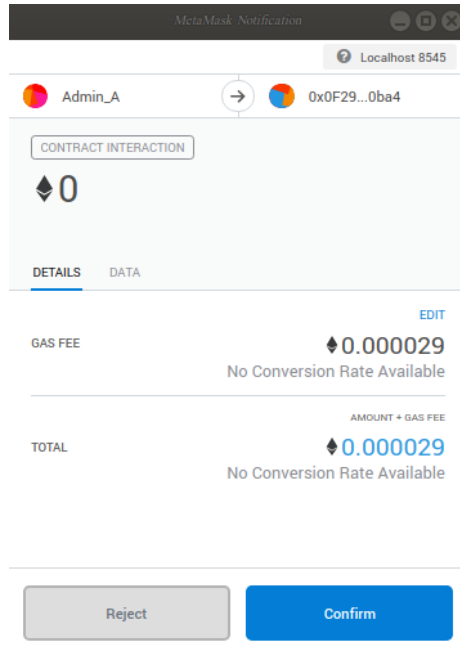 MetaMask Notification
Localhost 8545
Admin_A 0x0F29...0ba4
CONTRACT INTERACTION
0
DETAILS DATA
EDIT
GAS FEE 0.000029
No Conversion Rate Available
AMOUNT + GAS FEE
TOTAL 0.000029
No Conversion Rate Available
Reject Confirm